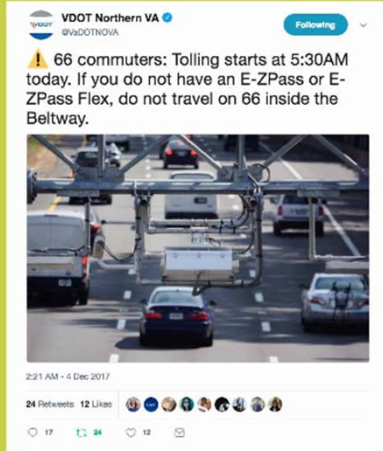 VDOT Northern VA
@VaDOTNOVA
Following
66 commuters: Tolling starts at 5:30AM
today. If you do not have an E-ZPass or E-
ZPass Flex, do not travel on 66 inside the
Beltway.
2:21 AM - 4 Dec 2017
24 Retweets 12 Likes
17 24 12